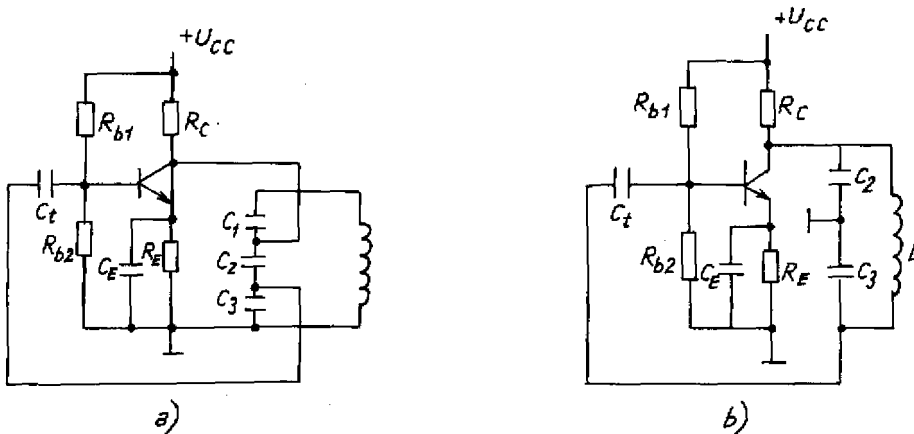 +U_CC
R_b1
R_C
C_t
R_b2
C_E
R_E
C_1
C_2
C_3
a)
+U_CC
R_b1
R_C
C_t
R_b2
C_E
R_E
C_2
C_3
b)